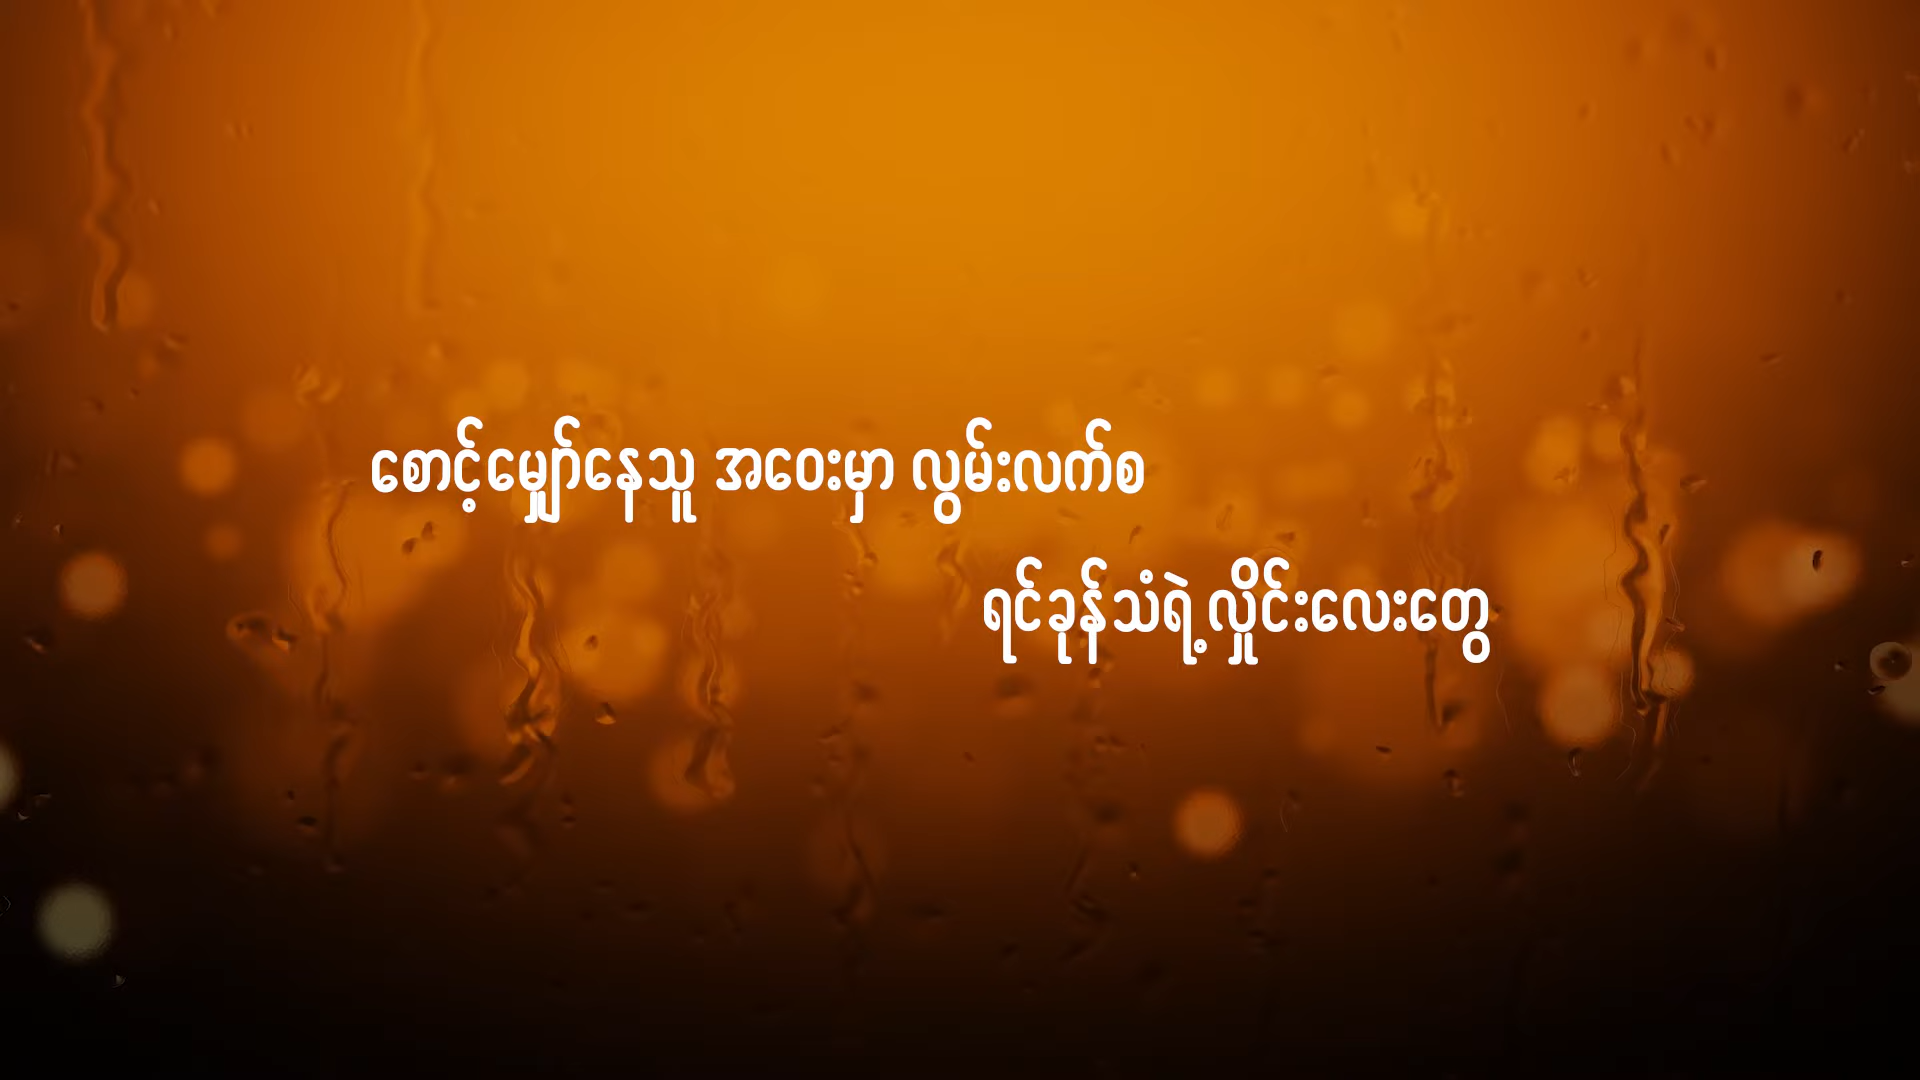 စောင့်မျှော်နေသူ အဝေးမှာ လွမ်းလက်စ
ရင်ခုန်သံရဲ့လှိုင်းလေးတွေ